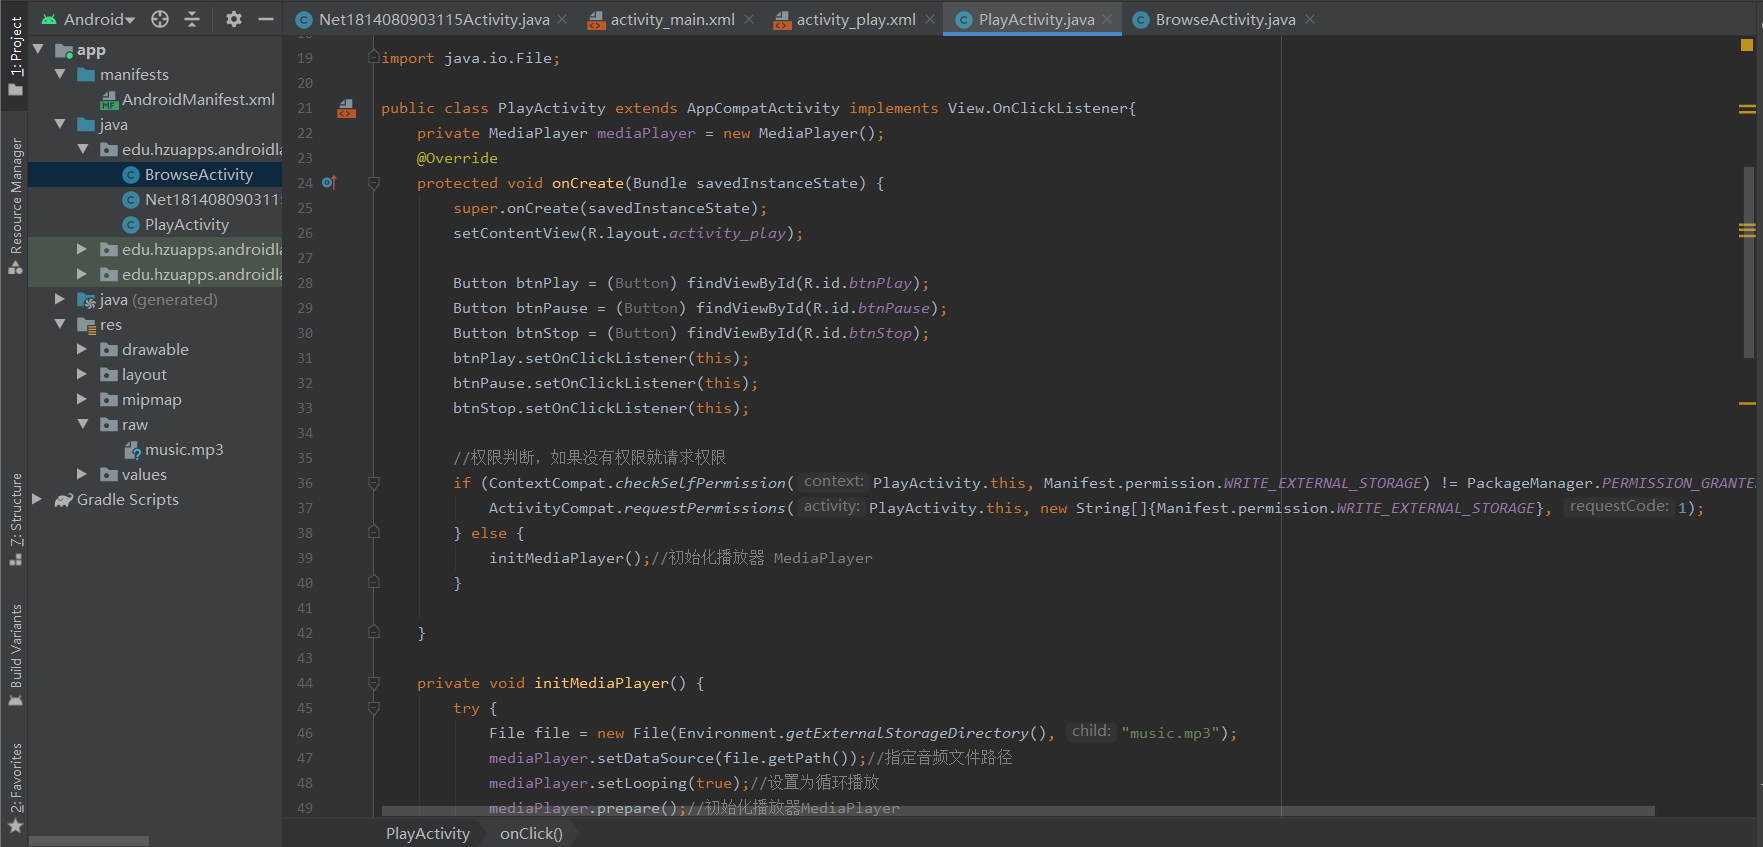 Android
Net1814080903115Activity.java
activity_main.xml
activity_play.xml
PlayActivity.java
BrowseActivity.java
1: Project
Resource Manager
Z: Structure
Build Variants
2: Favorites
app
manifests
AndroidManifest.xml
java
edu.hzuapps.androidla
BrowseActivity
Net1814080903115
PlayActivity
edu.hzuapps.androidla
edu.hzuapps.androidla
java (generated)
res
drawable
layout
mipmap
raw
music.mp3
values
Gradle Scripts
19 import java.io.File;
20
21 public class PlayActivity extends AppCompatActivity implements View.OnClickListener{
22 private MediaPlayer mediaPlayer = new MediaPlayer();
23 @Override
24 protected void onCreate(Bundle savedInstanceState) {
25 super.onCreate(savedInstanceState);
26 setContentView(R.layout.activity_play);
27
28 Button btnPlay = (Button) findViewById(R.id.btnPlay);
29 Button btnPause = (Button) findViewById(R.id.btnPause);
30 Button btnStop = (Button) findViewById(R.id.btnStop);
31 btnPlay.setOnClickListener(this);
32 btnPause.setOnClickListener(this);
33 btnStop.setOnClickListener(this);
34
35 //权限判断，如果没有权限就请求权限
36 if (ContextCompat.checkSelfPermission( context: PlayActivity.this, Manifest.permission.WRITE_EXTERNAL_STORAGE) != PackageManager.PERMISSION_GRANTE
37 ActivityCompat.requestPermissions( activity: PlayActivity.this, new String[]{Manifest.permission.WRITE_EXTERNAL_STORAGE}, requestCode: 1);
38 } else {
39 initMediaPlayer();//初始化播放器 MediaPlayer
40 }
41
42 }
43
44 private void initMediaPlayer() {
45 try {
46 File file = new File(Environment.getExternalStorageDirectory(), child: "music.mp3");
47 mediaPlayer.setDataSource(file.getPath());//指定音频文件路径
48 mediaPlayer.setLooping(true);//设置为循环播放
49 mediaPlayer.prepare();//初始化播放器MediaPlayer
PlayActivity
onClick()